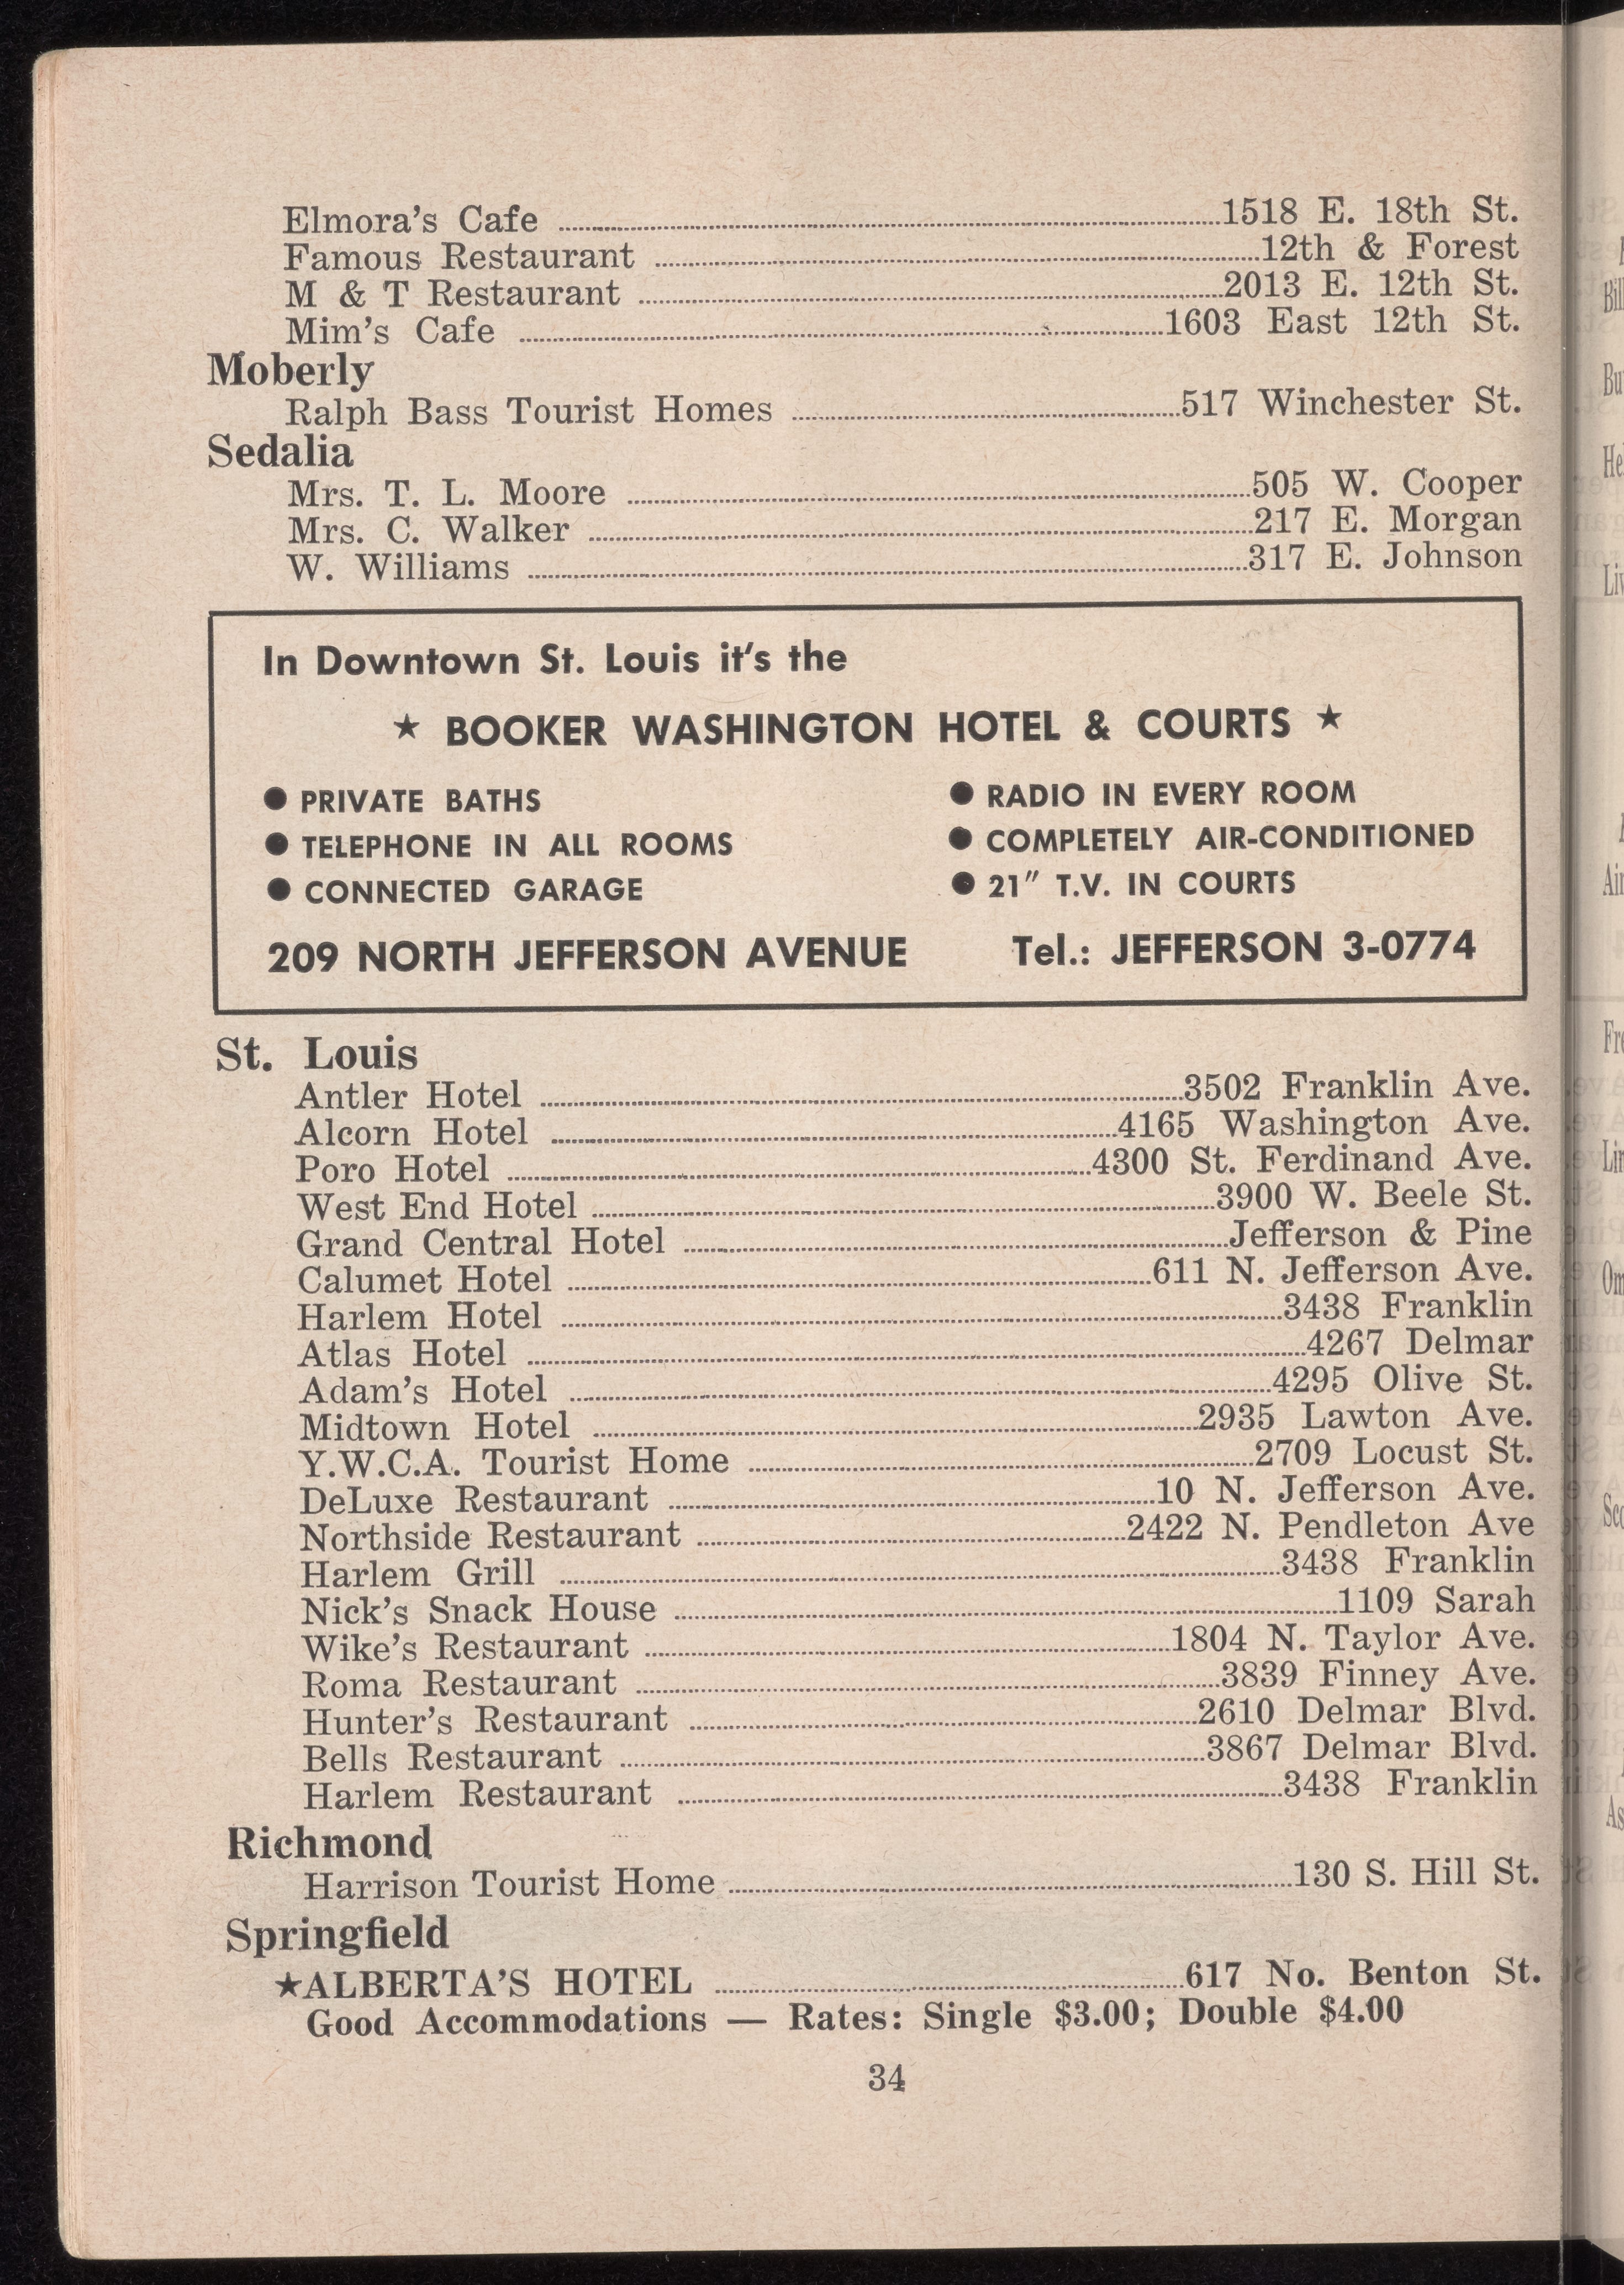 Elmora's Cafe 1518 E. 18th St.
Famous Restaurant 12th & Forest
M & T Restaurant 2013 E. 12th St.
Mim's Cafe 1603 East 12th St.
Moberly
Ralph Bass Tourist Homes 517 Winchester St.
Sedalia
Mrs. T. L. Moore 505 W. Cooper
Mrs. C. Walker 217 E. Morgan
W. Williams 317 E. Johnson
In Downtown St. Louis it's the
★ BOOKER WASHINGTON HOTEL & COURTS ★
● PRIVATE BATHS ● RADIO IN EVERY ROOM
● TELEPHONE IN ALL ROOMS ● COMPLETELY AIR-CONDITIONED
● CONNECTED GARAGE ● 21" T.V. IN COURTS
209 NORTH JEFFERSON AVENUE Tel.: JEFFERSON 3-0774
St. Louis
Antler Hotel 3502 Franklin Ave.
Alcorn Hotel 4165 Washington Ave.
Poro Hotel 4300 St. Ferdinand Ave.
West End Hotel 3900 W. Beele St.
Grand Central Hotel Jefferson & Pine
Calumet Hotel 611 N. Jefferson Ave.
Harlem Hotel 3438 Franklin
Atlas Hotel 4267 Delmar
Adam's Hotel 4295 Olive St.
Midtown Hotel 2935 Lawton Ave.
Y.W.C.A. Tourist Home 2709 Locust St.
DeLuxe Restaurant 10 N. Jefferson Ave.
Northside Restaurant 2422 N. Pendleton Ave
Harlem Grill 3438 Franklin
Nick's Snack House 1109 Sarah
Wike's Restaurant 1804 N. Taylor Ave.
Roma Restaurant 3839 Finney Ave.
Hunter's Restaurant 2610 Delmar Blvd.
Bells Restaurant 3867 Delmar Blvd.
Harlem Restaurant 3438 Franklin
Richmond
Harrison Tourist Home 130 S. Hill St.
Springfield
★ALBERTA'S HOTEL 617 No. Benton St.
Good Accommodations — Rates: Single $3.00; Double $4.00
34